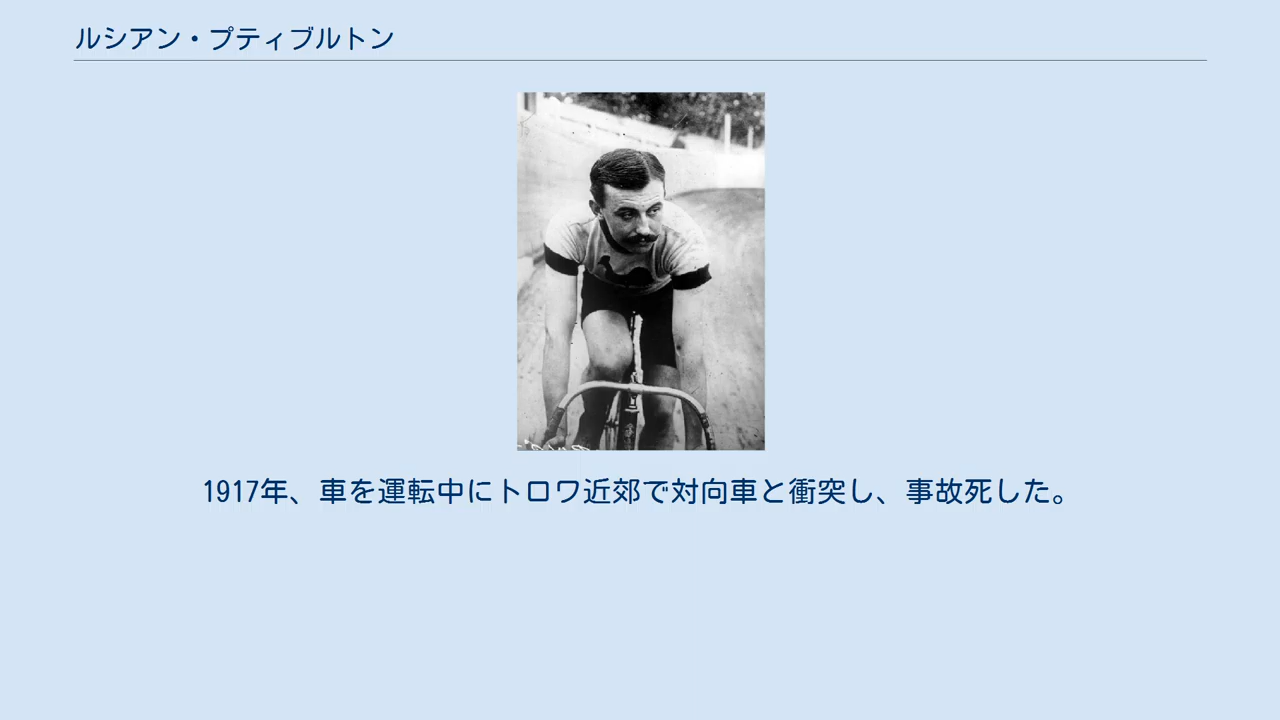 ルシアン・プティブルトン
1917年、車を運転中にトロワ近郊で対向車と衝突し、事故死した。